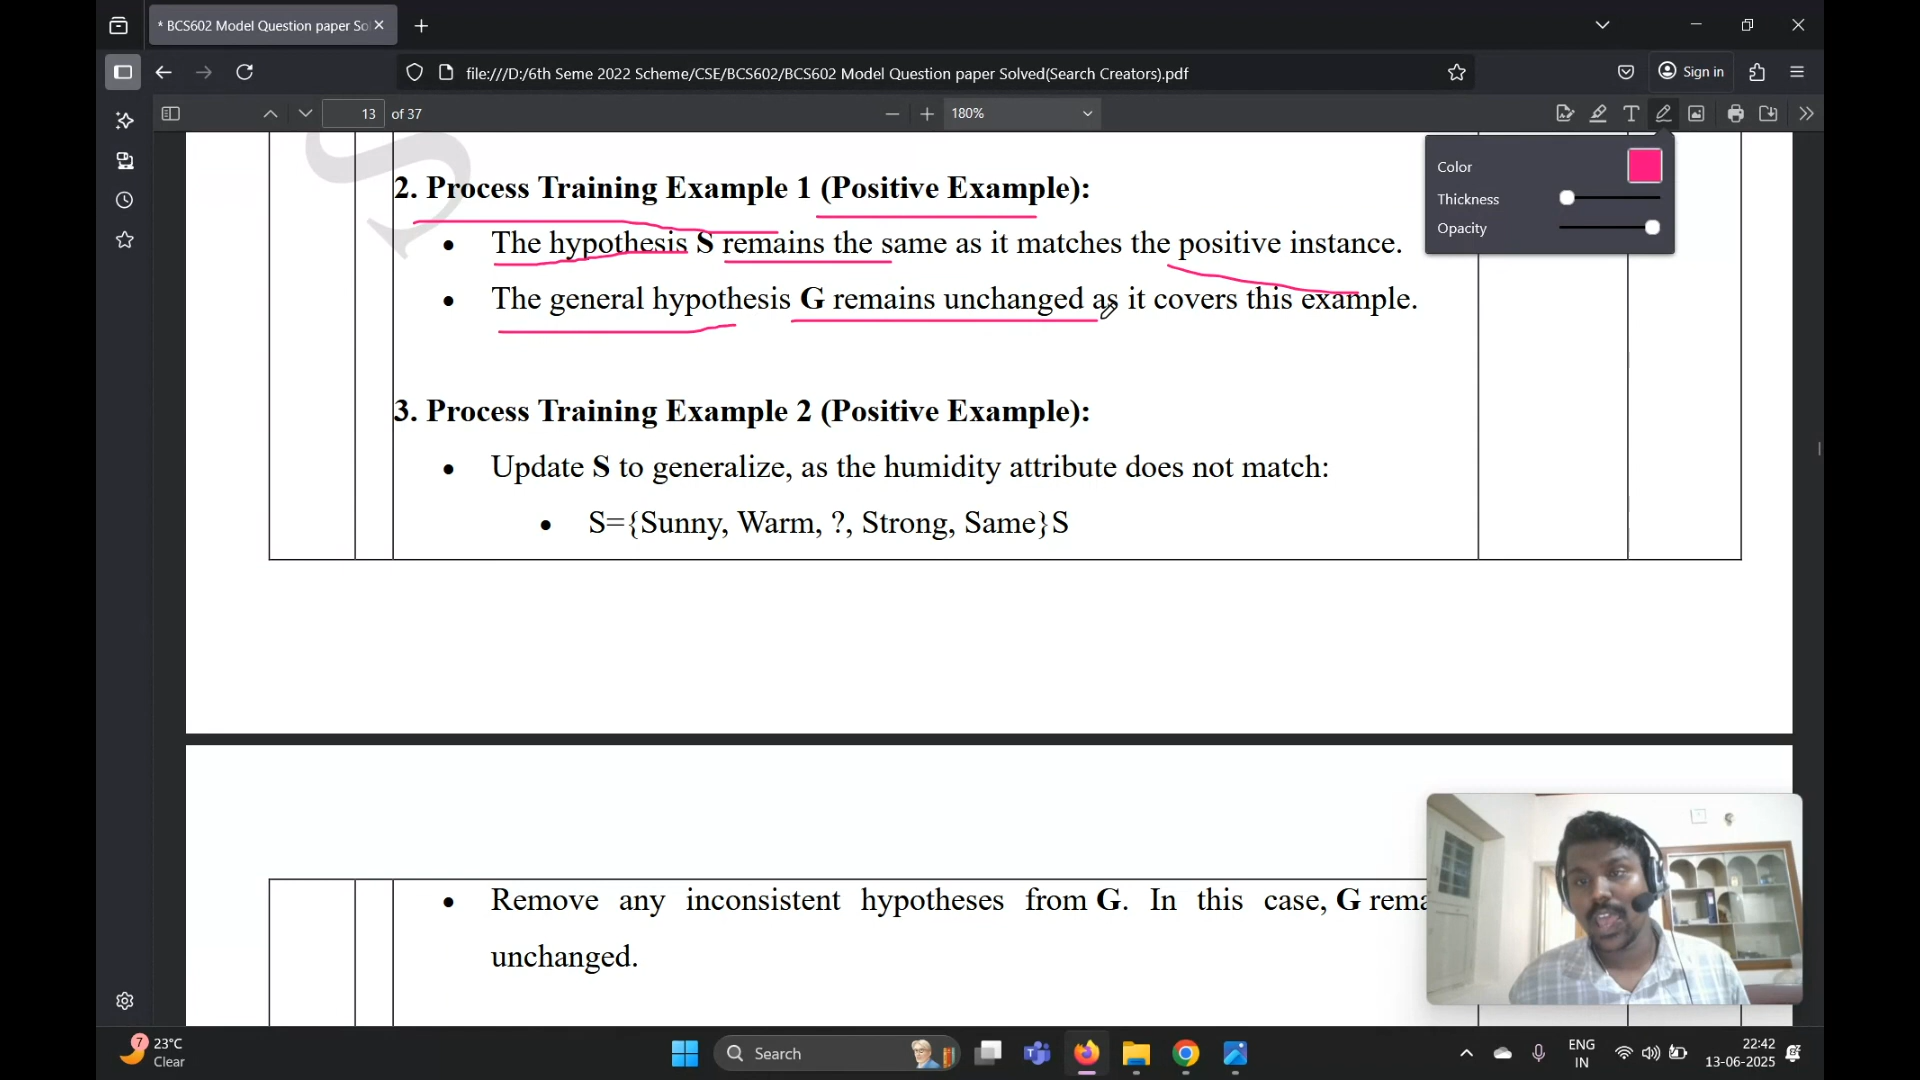 * BCS602 Model Question paper So
file:///D:/6th Seme 2022 Scheme/CSE/BCS602/BCS602 Model Question paper Solved(Search Creators).pdf
Sign in
13 of 37
180%
Color
Thickness
Opacity
S
2. Process Training Example 1 (Positive Example):
• The hypothesis S remains the same as it matches the positive instance.
• The general hypothesis G remains unchanged as it covers this example.
3. Process Training Example 2 (Positive Example):
• Update S to generalize, as the humidity attribute does not match:
• S={Sunny, Warm, ?, Strong, Same}S
• Remove any inconsistent hypotheses from G. In this case, G rema
unchanged.
7
23°C
Clear
Search
ENG
IN
22:42
13-06-2025